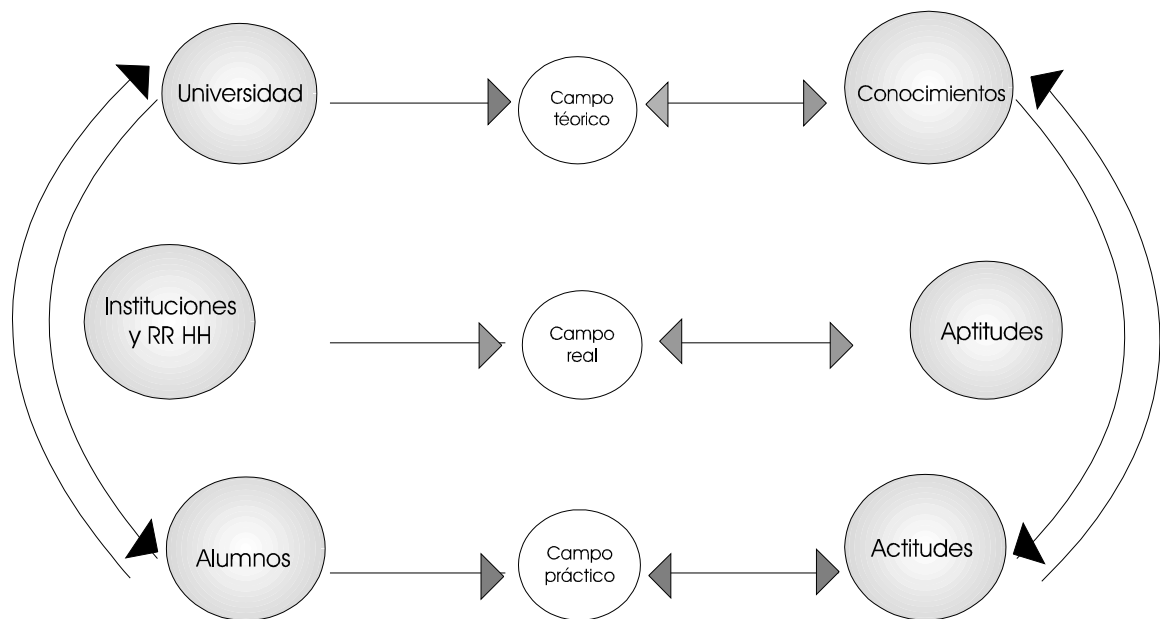 Universidad
Campo
téorico
Conocimientos
Instituciones
y RR HH
Campo
real
Aptitudes
Alumnos
Campo
práctico
Actitudes